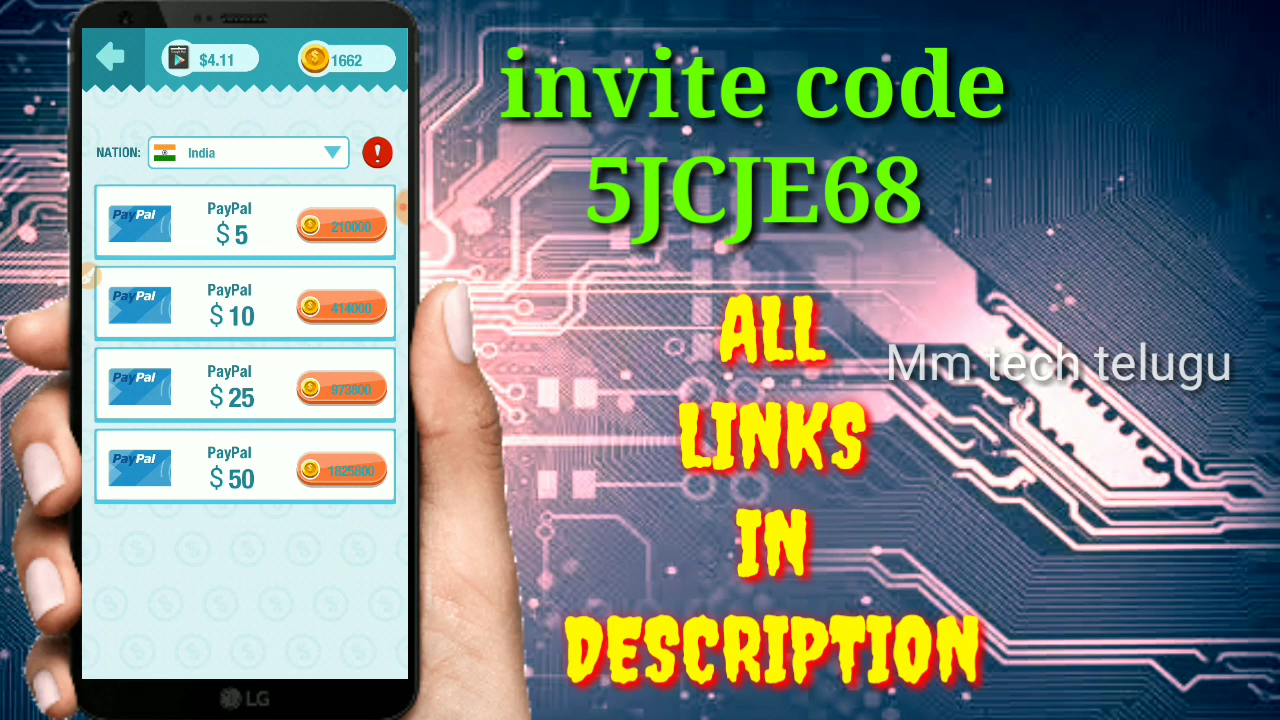 $4.11
1662
NATION: India
PayPal
PayPal
$ 5
210000
PayPal
PayPal
$ 10
414000
PayPal
PayPal
$ 25
973800
PayPal
PayPal
$ 50
1825800
LG
invite code
5JCJE68
ALL
LINKS
IN
DESCRIPTION
Mm tech telugu